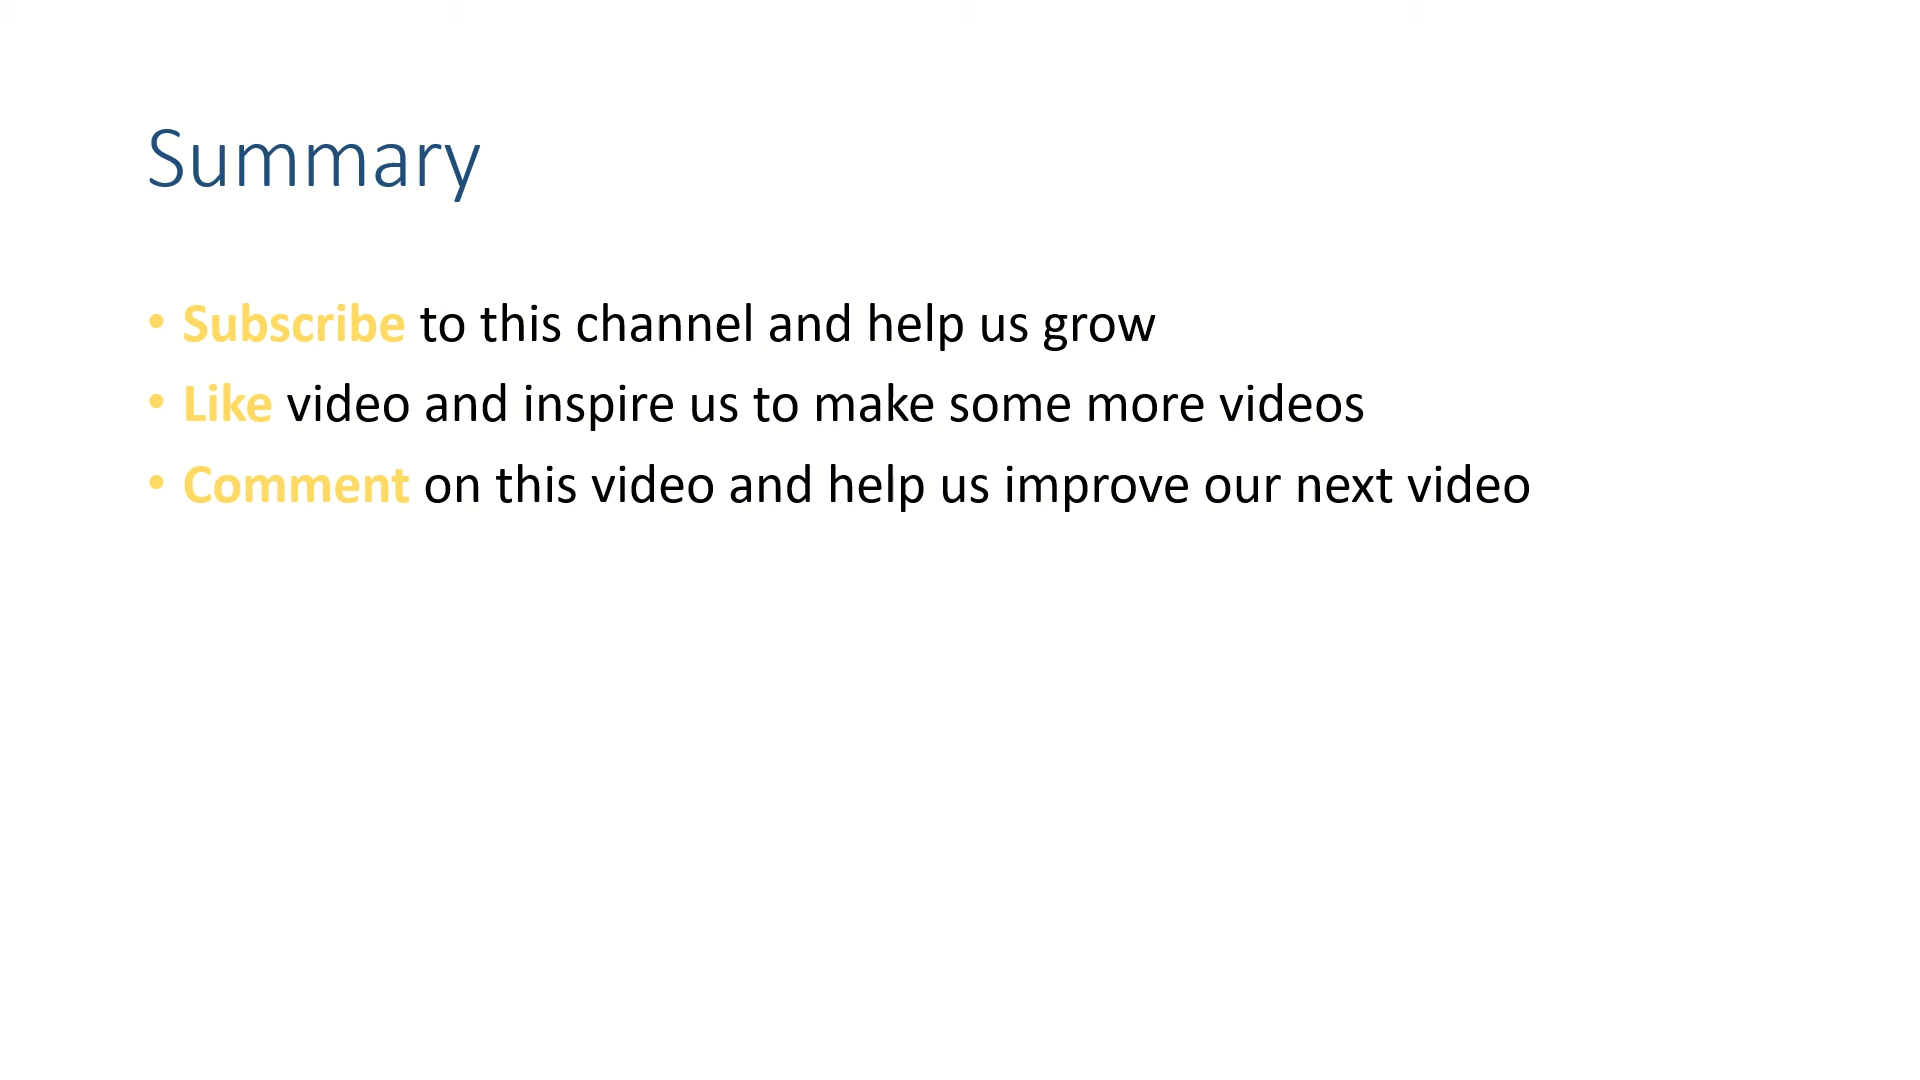 Summary
• Subscribe to this channel and help us grow
• Like video and inspire us to make some more videos
• Comment on this video and help us improve our next video